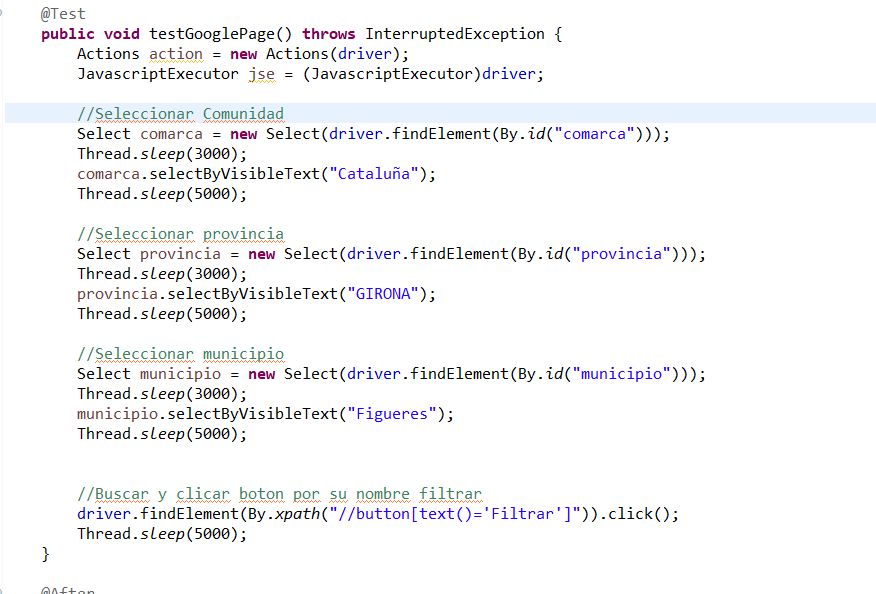 @Test
public void testGooglePage() throws InterruptedException {
Actions action = new Actions(driver);
JavascriptExecutor jse = (JavascriptExecutor)driver;
//Seleccionar Comunidad
Select comarca = new Select(driver.findElement(By.id("comarca")));
Thread.sleep(3000);
comarca.selectByVisibleText("Cataluña");
Thread.sleep(5000);
//Seleccionar provincia
Select provincia = new Select(driver.findElement(By.id("provincia")));
Thread.sleep(3000);
provincia.selectByVisibleText("GIRONA");
Thread.sleep(5000);
//Seleccionar municipio
Select municipio = new Select(driver.findElement(By.id("municipio")));
Thread.sleep(3000);
municipio.selectByVisibleText("Figueres");
Thread.sleep(5000);
//Buscar y clicar boton por su nombre filtrar
driver.findElement(By.xpath("//button[text()='Filtrar']")).click();
Thread.sleep(5000);
}
@After